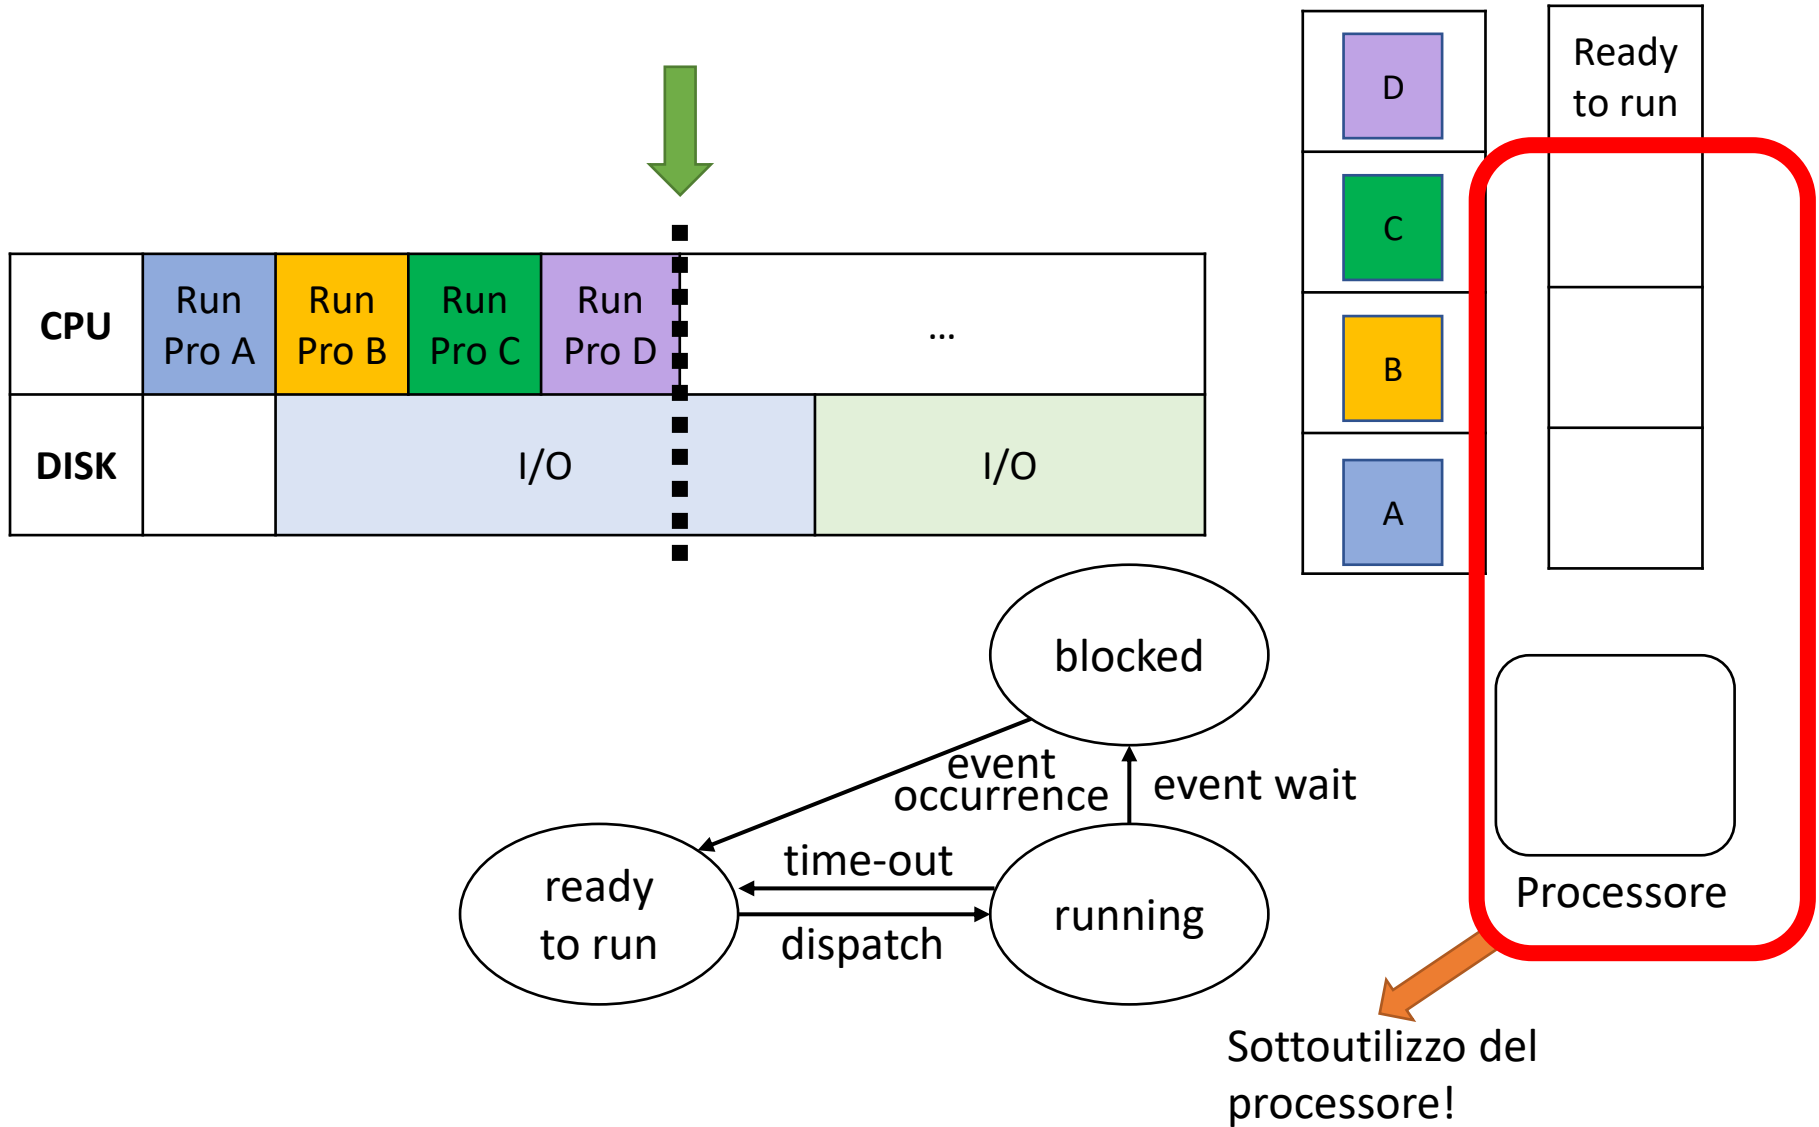 D
Ready
to run
C
B
A
CPU
Run
Pro A
Run
Pro B
Run
Pro C
Run
Pro D
...
DISK
I/O
I/O
blocked
event
occurrence
event wait
time-out
ready
to run
dispatch
running
Processore
Sottoutilizzo del
processore!